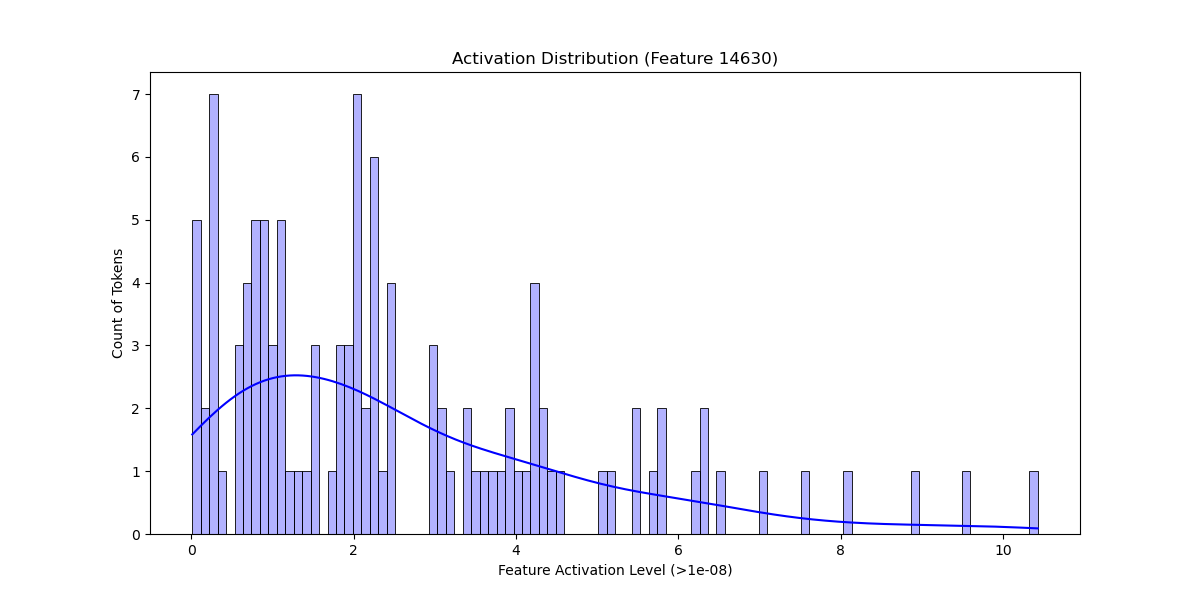 Activation Distribution (Feature 14630)
Count of Tokens
7
6
5
4
3
2
1
0
0 2 4 6 8 10
Feature Activation Level (>1e-08)